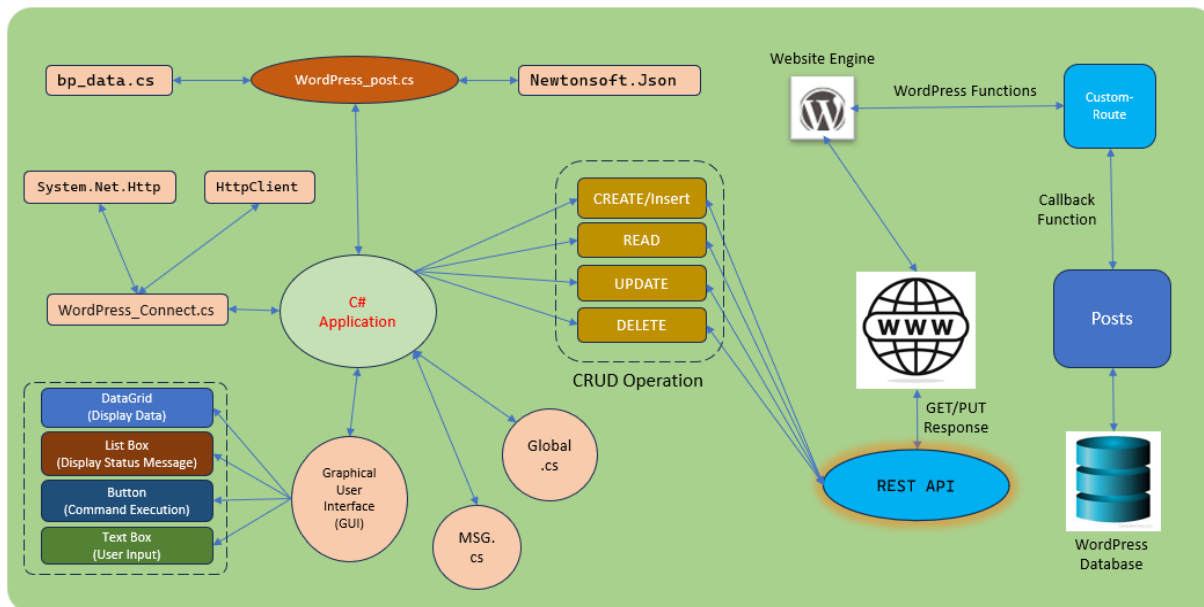 bp_data.cs
WordPress_post.cs
Newtonsoft.Json
Website Engine
WordPress Functions
Custom-
Route
System.Net.Http
HttpClient
CREATE/Insert
READ
UPDATE
DELETE
CRUD Operation
Callback
Function
WordPress_Connect.cs
C#
Application
WWW
Posts
DataGrid
(Display Data)
List Box
(Display Status Message)
Button
(Command Execution)
Text Box
(User Input)
Graphical
User
Interface
(GUI)
Global
.cs
MSG.
cs
GET/PUT
Response
REST API
WordPress
Database